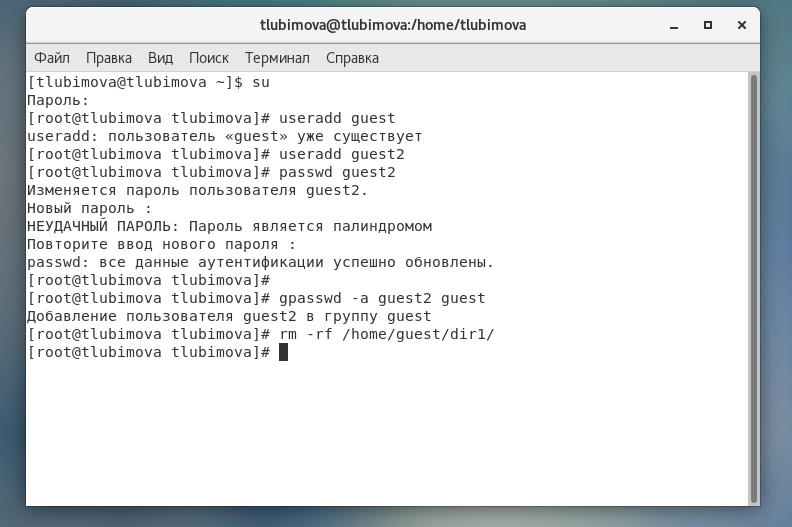 tlubimova@tlubimova:/home/tlubimova
Файл Правка Вид Поиск Терминал Справка
[tlubimova@tlubimova ~]$ su
Пароль:
[root@tlubimova tlubimova]# useradd guest
useradd: пользователь «guest» уже существует
[root@tlubimova tlubimova]# useradd guest2
[root@tlubimova tlubimova]# passwd guest2
Изменяется пароль пользователя guest2.
Новый пароль :
НЕУДАЧНЫЙ ПАРОЛЬ: Пароль является палиндромом
Повторите ввод нового пароля :
passwd: все данные аутентификации успешно обновлены.
[root@tlubimova tlubimova]#
[root@tlubimova tlubimova]# gpasswd -a guest2 guest
Добавление пользователя guest2 в группу guest
[root@tlubimova tlubimova]# rm -rf /home/guest/dir1/
[root@tlubimova tlubimova]#